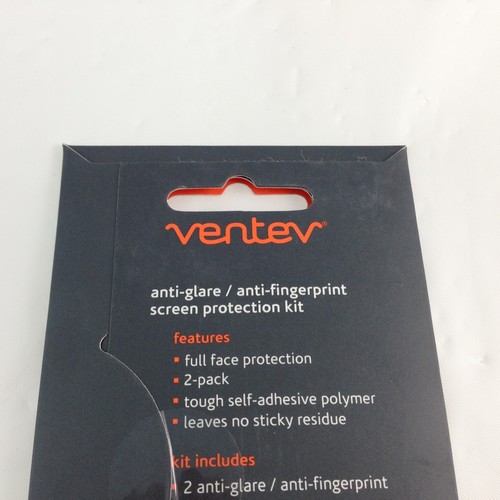 ventev®
anti-glare / anti-fingerprint
screen protection kit
features
▪ full face protection
▪ 2-pack
▪ tough self-adhesive polymer
▪ leaves no sticky residue
kit includes
▪ 2 anti-glare / anti-fingerprint